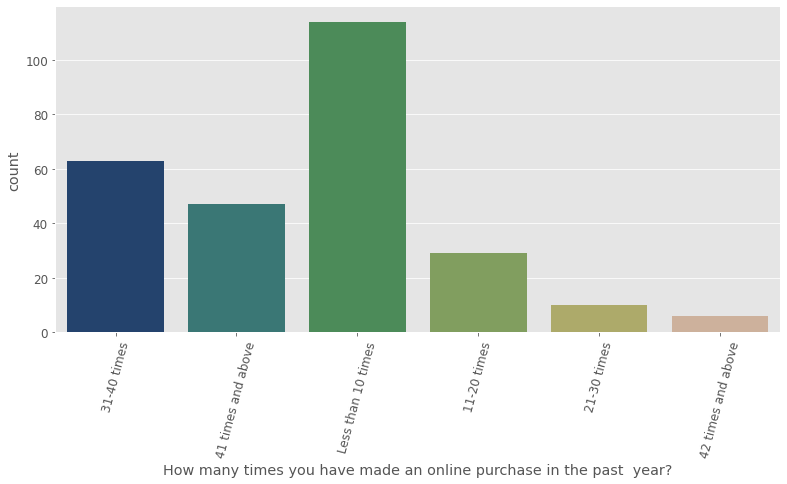 count
100
80
60
40
20
0
31-40 times
41 times and above
Less than 10 times
11-20 times
21-30 times
42 times and above
How many times you have made an online purchase in the past  year?